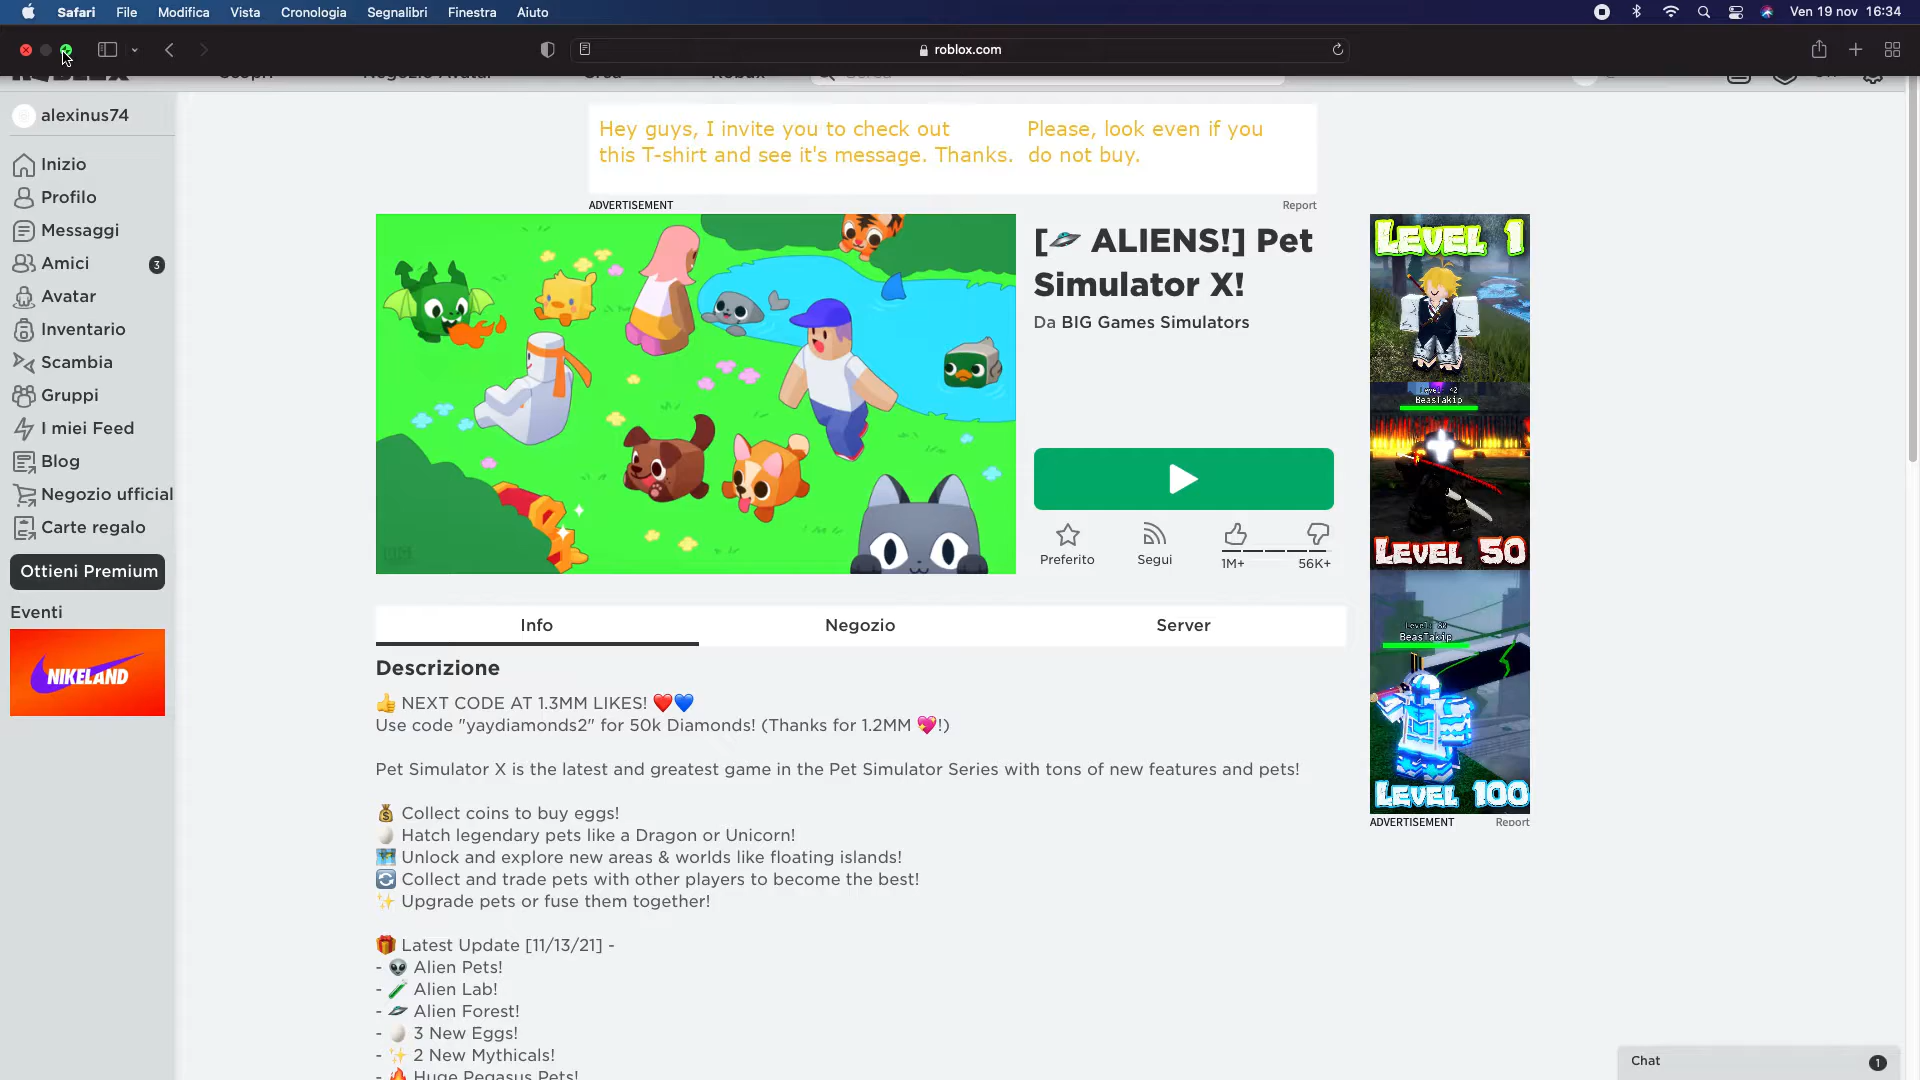 Safari File Modifica Vista Cronologia Segnalibri Finestra Aiuto
Ven 19 nov 16:34
roblox.com
alexinus74
Inizio
Profilo
Messaggi
Amici 3
Avatar
Inventario
Scambia
Gruppi
I miei Feed
Blog
Negozio ufficial
Carte regalo
Ottieni Premium
Eventi
NIKELAND
Hey guys, I invite you to check out
this T-shirt and see it's message. Thanks.
Please, look even if you
do not buy.
ADVERTISEMENT
Report
[🛸 ALIENS!] Pet
Simulator X!
Da BIG Games Simulators
Preferito
Segui
1M+
56K+
Info
Negozio
Server
Descrizione
👍 NEXT CODE AT 1.3MM LIKES! ❤️💙
Use code "yaydiamonds2" for 50k Diamonds! (Thanks for 1.2MM 💖!)
Pet Simulator X is the latest and greatest game in the Pet Simulator Series with tons of new features and pets!
💰 Collect coins to buy eggs!
🥚 Hatch legendary pets like a Dragon or Unicorn!
🏞️ Unlock and explore new areas & worlds like floating islands!
🔄 Collect and trade pets with other players to become the best!
✨ Upgrade pets or fuse them together!
🎁 Latest Update [11/13/21] -
- 👽 Alien Pets!
- 🧪 Alien Lab!
- 🛸 Alien Forest!
- 🥚 3 New Eggs!
- ✨ 2 New Mythicals!
- 🔥 Huge Pegasus Pets!
LEVEL 1
BeasTakip
LEVEL 50
BeasTakip
LEVEL 100
ADVERTISEMENT
Report
Chat 1